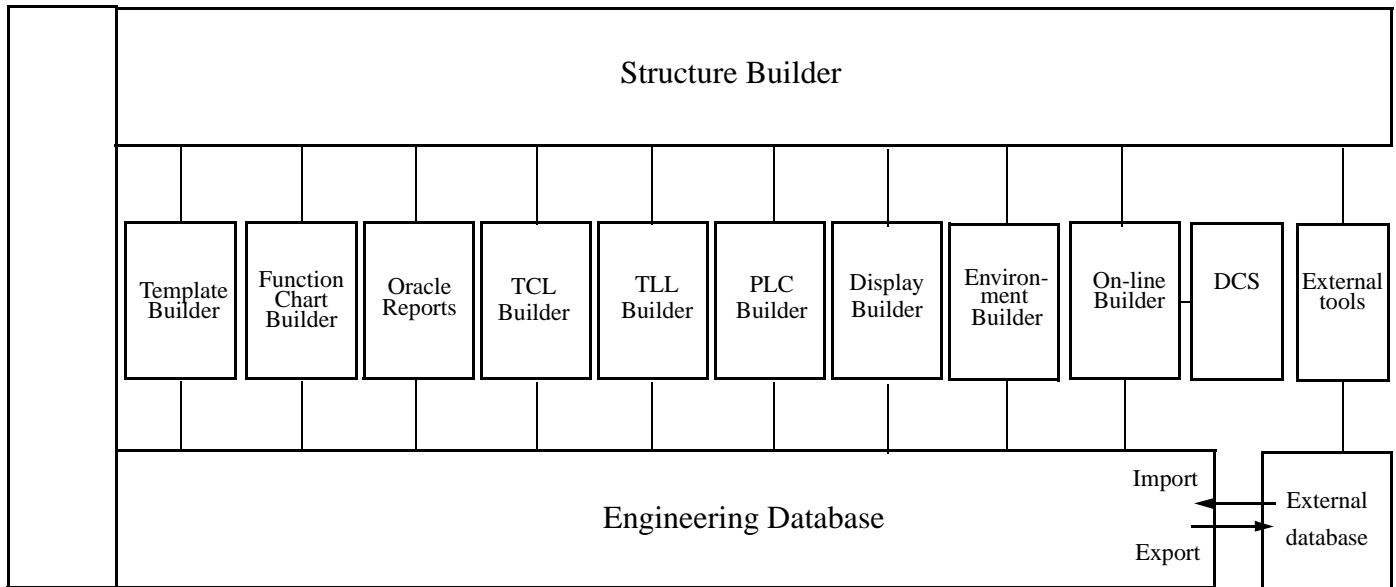 Structure Builder
Template
Builder
Function
Chart
Builder
Oracle
Reports
TCL
Builder
TLL
Builder
PLC
Builder
Display
Builder
Environ-
ment
Builder
On-line
Builder
DCS
External
tools
Engineering Database
Import
Export
External
database